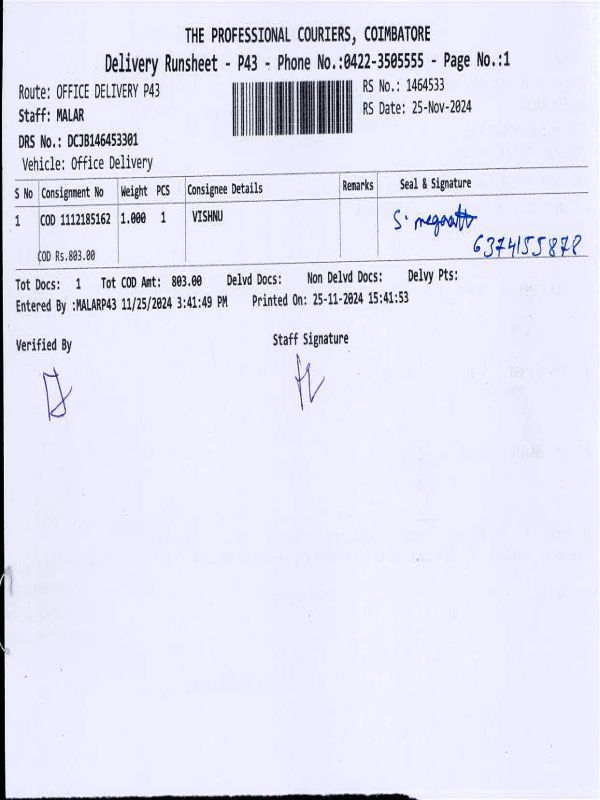 THE PROFESSIONAL COURIERS, COIMBATORE
Delivery Runsheet - P43 - Phone No.:0422-3505555 - Page No.:1
Route: OFFICE DELIVERY P43
RS No.: 1464533
Staff: MALAR
RS Date: 25-Nov-2024
DRS No.: DCJB146453301
Vehicle: Office Delivery
S No Consignment No Weight PCS Consignee Details Remarks Seal & Signature
1 COD 1112185162 1.000 1 VISHNU
S.
6374155878
COD Rs.803.00
Tot Docs: 1 Tot COD Amt: 803.00 Delvd Docs: Non Delvd Docs: Delvy Pts:
Entered By :MALARP43 11/25/2024 3:41:49 PM Printed On: 25-11-2024 15:41:53
Verified By
Staff Signature